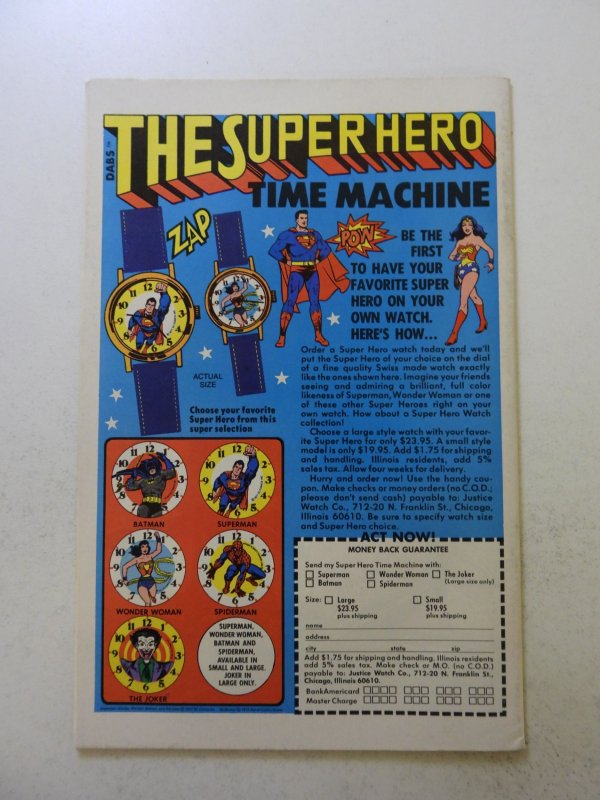 DABS™
THE SUPER HERO
TIME MACHINE
ZAP
POW
BE THE
FIRST
TO HAVE YOUR
FAVORITE SUPER
HERO ON YOUR
OWN WATCH.
HERE'S HOW...
ACTUAL
SIZE
Choose your favorite
Super Hero from this
super selection
Order a Super Hero watch today and we'll
put the Super Hero of your choice on the dial
of a fine quality Swiss made watch exactly
like the ones shown here. Imagine your friends
seeing and admiring a brilliant, full color
likeness of Superman, Wonder Woman or one
of these other Super Heroes right on your
own watch. How about a Super Hero Watch
collection!
Choose a large style watch with your favor-
ite Super Hero for only $23.95. A small style
model is only $19.95. Add $1.75 for shipping
and handling. Illinois residents, add 5%
sales tax. Allow four weeks for delivery.
Hurry and order now! Use the handy cou-
pon. Make checks or money orders (no C.O.D.;
please don't send cash) payable to: Justice
Watch Co., 712-20 N. Franklin St., Chicago,
Illinois 60610. Be sure to specify watch size
and Super Hero choice.
ACT NOW!
BATMAN
SUPERMAN
WONDER WOMAN
SPIDERMAN
THE JOKER
SUPERMAN,
WONDER WOMAN,
BATMAN AND
SPIDERMAN,
AVAILABLE IN
SMALL AND LARGE.
JOKER IN
LARGE ONLY.
MONEY BACK GUARANTEE
Send my Super Hero Time Machine with:
Superman Wonder Woman The Joker
Batman Spiderman (Large size only)
Size: Large Small
$23.95 $19.95
plus shipping plus shipping
name
address
city state zip
Add $1.75 for shipping and handling. Illinois residents
add 5% sales tax. Make check or M.O. (no C.O.D.)
payable to: Justice Watch Co., 712-20 N. Franklin St.,
Chicago, Illinois 60610.
BankAmericard
Master Charge